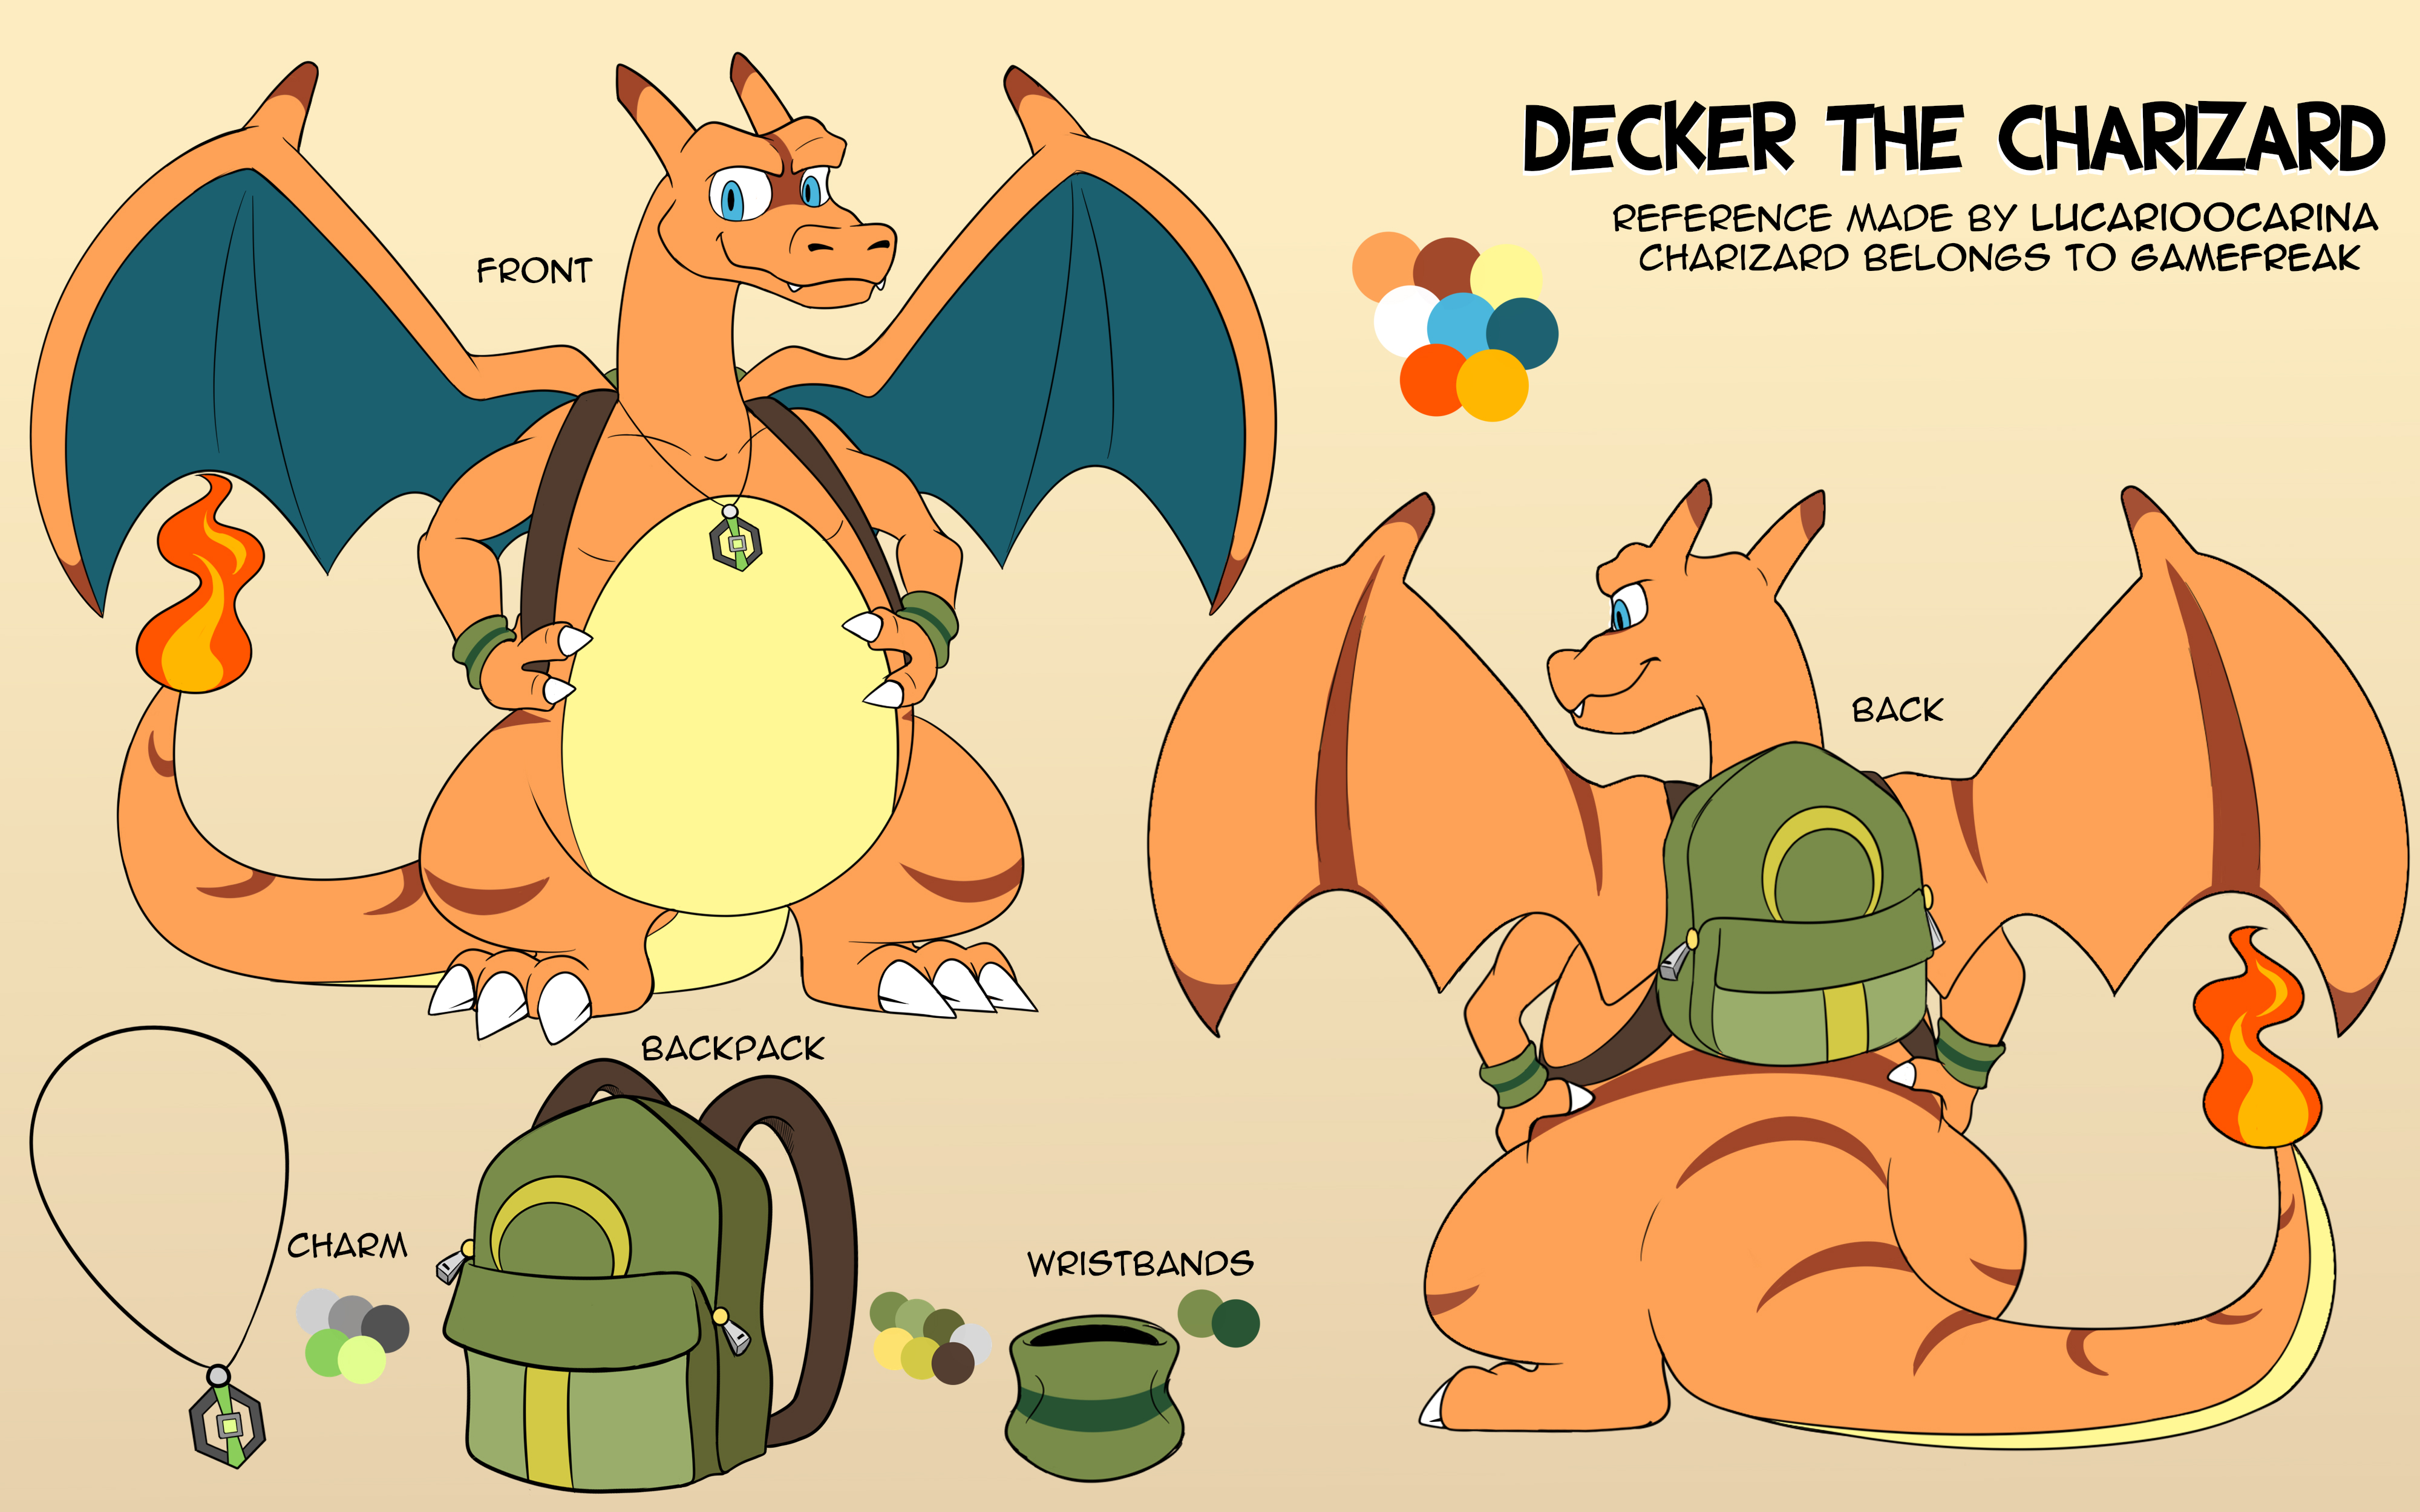 DECKER THE CHARIZARD
REFERENCE MADE BY LUCARIOOCARINA
CHARIZARD BELONGS TO GAMEFREAK
FRONT
BACK
BACKPACK
CHARM
WRISTBANDS